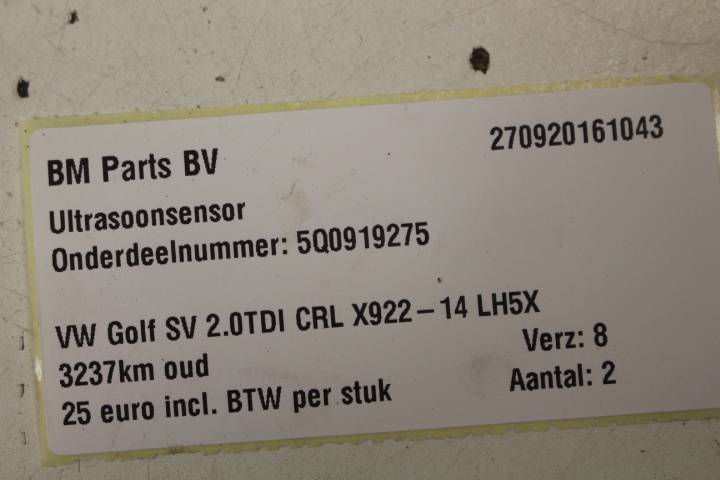 BM Parts BV
270920161043
Ultrasoonsensor
Onderdeelnummer: 5Q0919275
VW Golf SV 2.0TDI CRL X922-14 LH5X
3237km oud
Verz: 8
25 euro incl. BTW per stuk
Aantal: 2